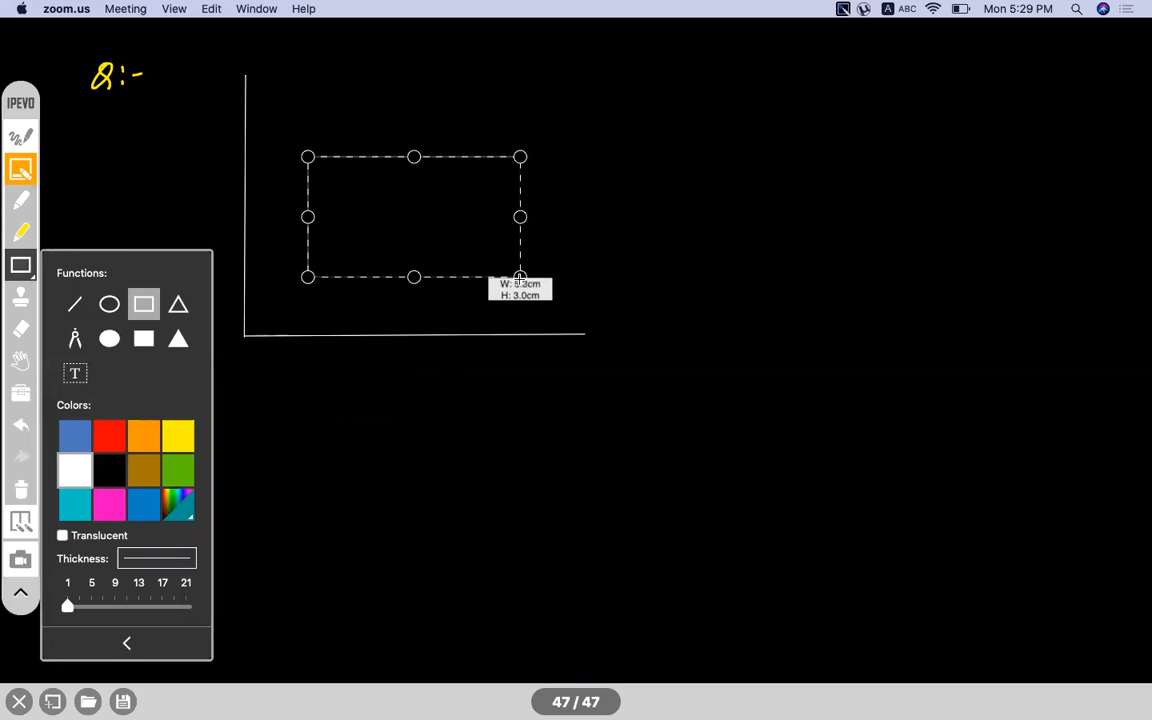 zoom.us Meeting View Edit Window Help A ABC Mon 5:29 PM
Q:-
IPEVO
Functions:
T
Colors:
Translucent
Thickness:
1 5 9 13 17 21
H: 3.0cm
47 / 47